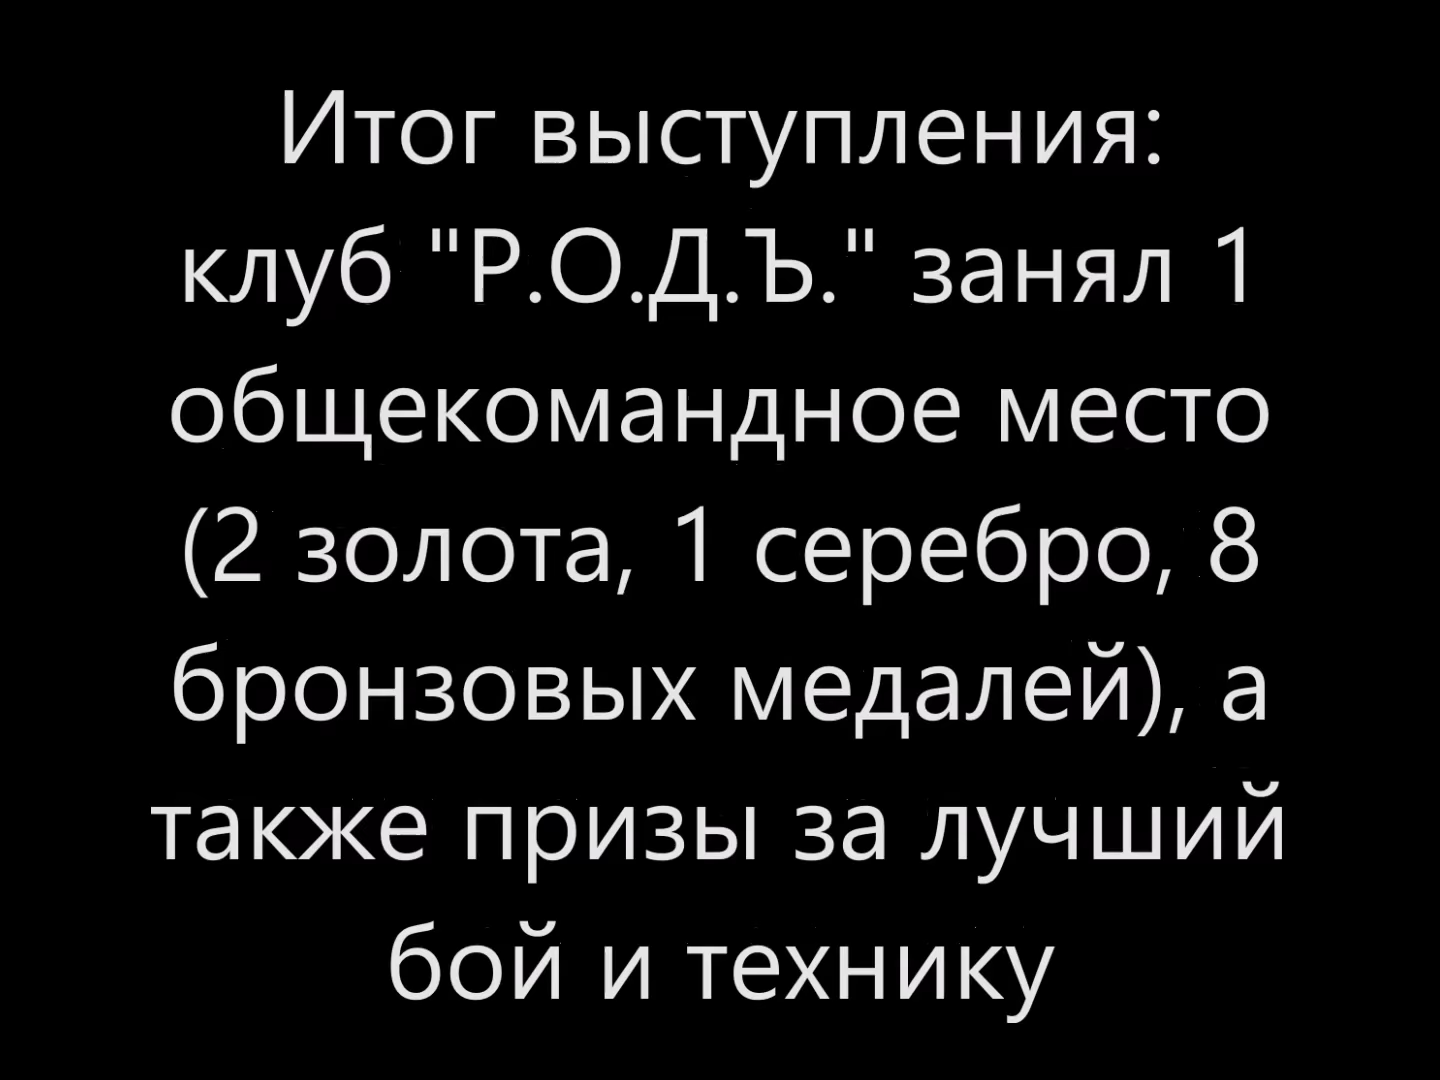 Итог выступления:
клуб "Р.О.Д.Ъ." занял 1
общекомандное место
(2 золота, 1 серебро, 8
бронзовых медалей), а
также призы за лучший
бой и технику